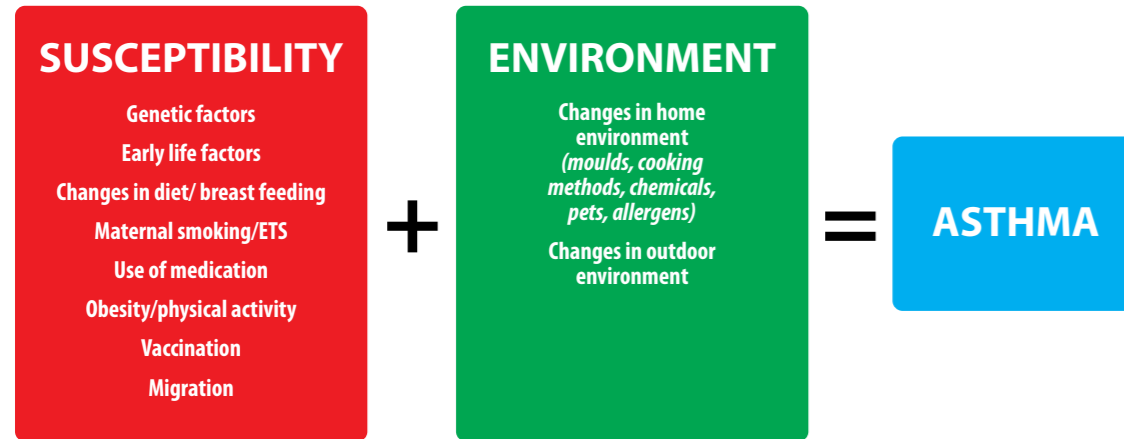 SUSCEPTIBILITY
Genetic factors
Early life factors
Changes in diet/ breast feeding
Maternal smoking/ETS
Use of medication
Obesity/physical activity
Vaccination
Migration
+
ENVIRONMENT
Changes in home
environment
(moulds, cooking
methods, chemicals,
pets, allergens)
Changes in outdoor
environment
=
ASTHMA